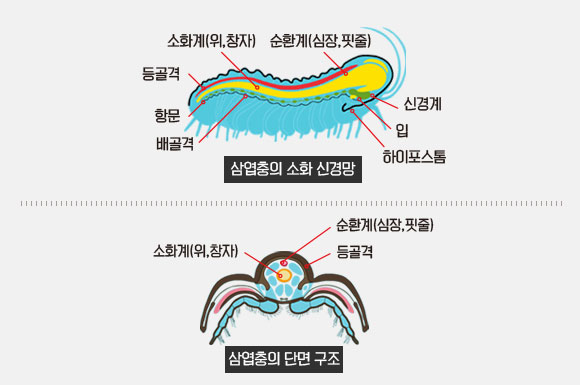 소화계(위,창자)
순환계(심장,핏줄)
등골격
항문
배골격
신경계
입
하이포스톰
삼엽충의 소화 신경망
순환계(심장,핏줄)
소화계(위,창자)
등골격
삼엽충의 단면 구조